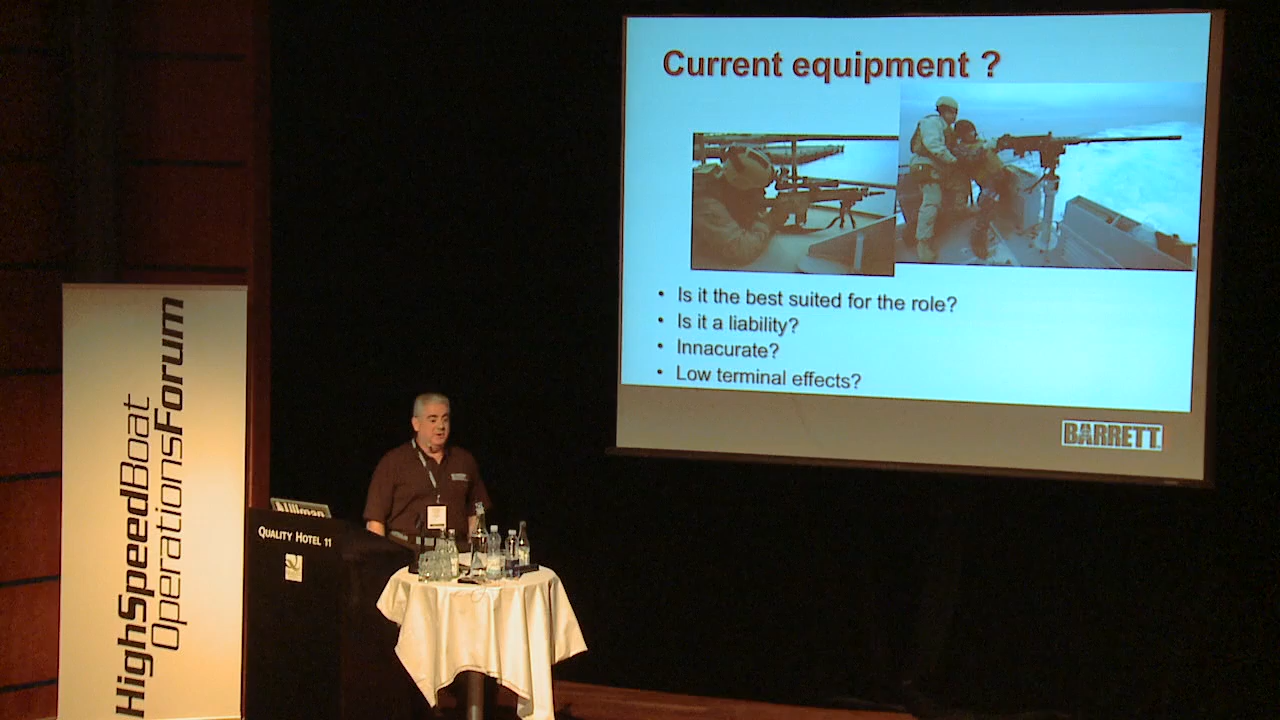 Current equipment ?
• Is it the best suited for the role?
• Is it a liability?
• Innacurate?
• Low terminal effects?
BARRETT
HighSpeedBoat
OperationsForum
Ullman
QUALITY HOTEL 11